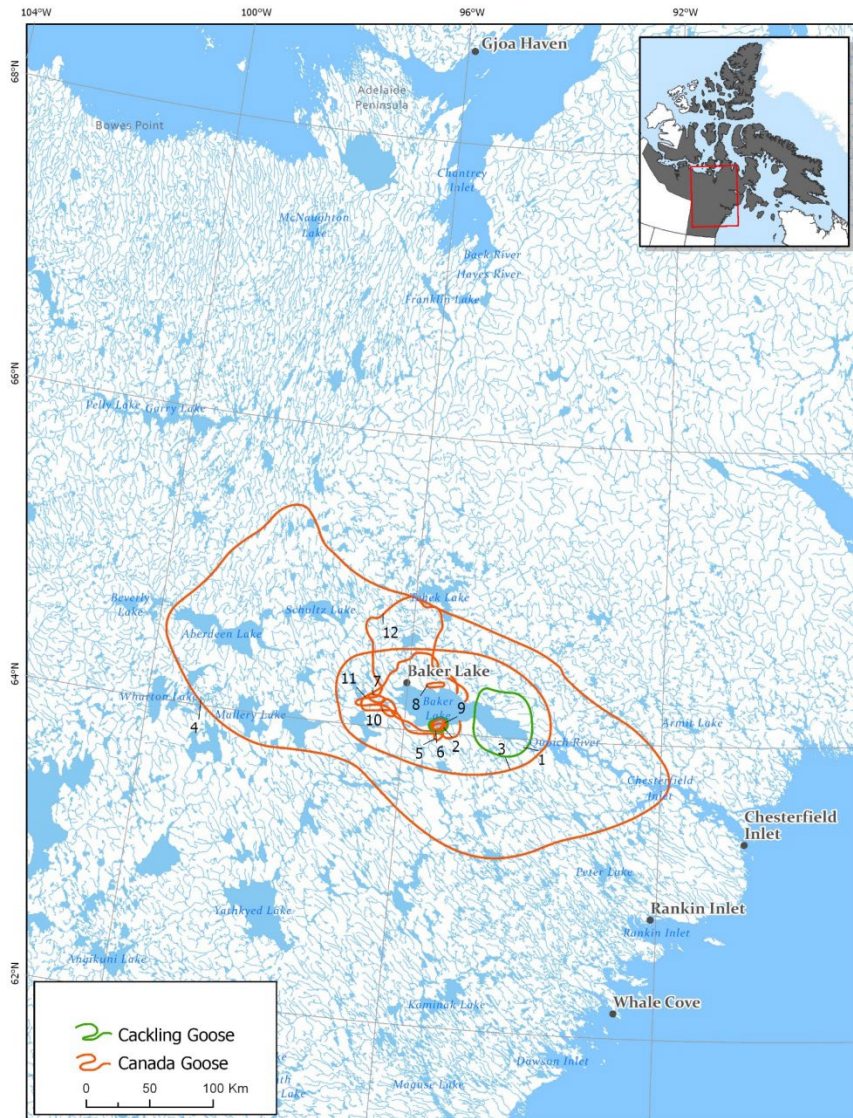 104°W
100°W
96°W
92°W
68°N
66°N
64°N
62°N
Gjoa Haven
Adelaide
Peninsula
Bowes Point
Chantrey
Inlet
McNaughton
Lake
Back River
Hayes River
Franklin Lake
Pelly Lake
Garry Lake
Beverly
Lake
Aberdeen Lake
Schultz Lake
Tehek Lake
12
11
7
Baker Lake
8
Baker
Lake
9
10
Wharton Lake
Mallery Lake
4
5
6
2
3
1
Quoich River
Armit Lake
Chesterfield
Inlet
Chesterfield
Inlet
Peter Lake
Yathkyed Lake
Rankin Inlet
Rankin Inlet
Angikuni Lake
Kaminak Lake
Whale Cove
Dawson Inlet
Maguse Lake
Lake
Cackling Goose
Canada Goose
0 50 100 Km